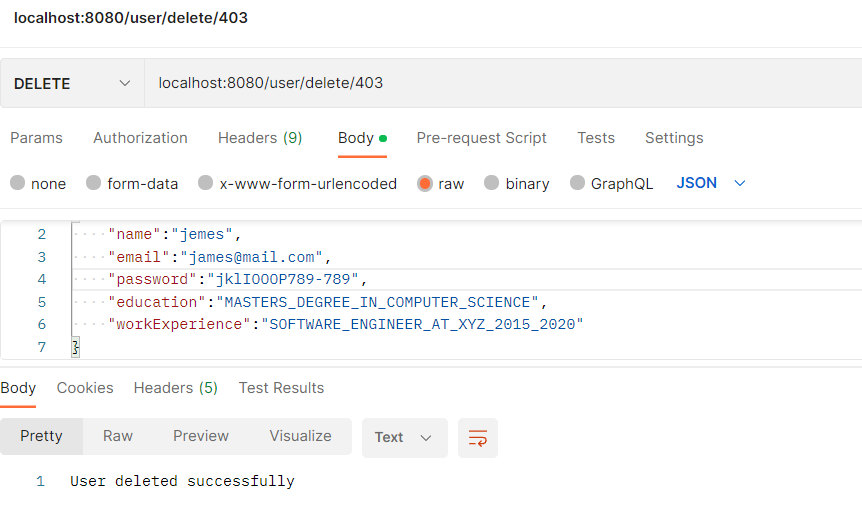 localhost:8080/user/delete/403
DELETE localhost:8080/user/delete/403
Params Authorization Headers (9) Body Pre-request Script Tests Settings
none form-data x-www-form-urlencoded raw binary GraphQL JSON
2 "name":"jemes",
3 "email":"james@mail.com",
4 "password":"jklIOOOP789-789",
5 "education":"MASTERS_DEGREE_IN_COMPUTER_SCIENCE",
6 "workExperience":"SOFTWARE_ENGINEER_AT_XYZ_2015_2020"
7 }
Body Cookies Headers (5) Test Results
Pretty Raw Preview Visualize Text
1 User deleted successfully